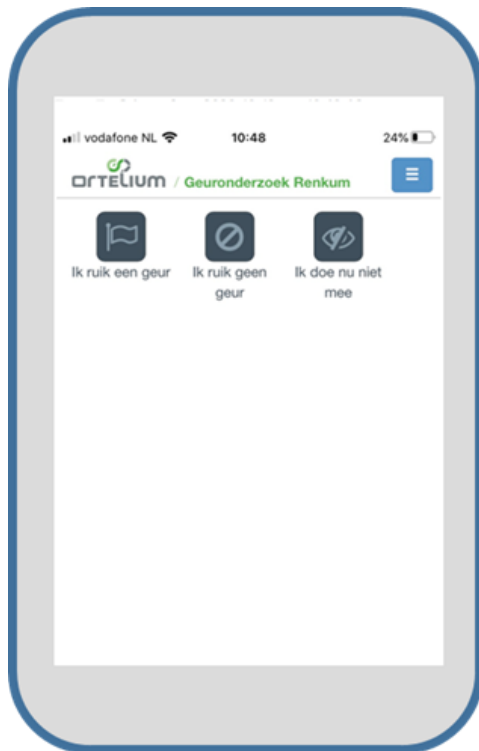 vodafone NL 10:48 24%
ortelium / Geuronderzoek Renkum
Ik ruik een geur Ik ruik geen geur Ik doe nu niet mee